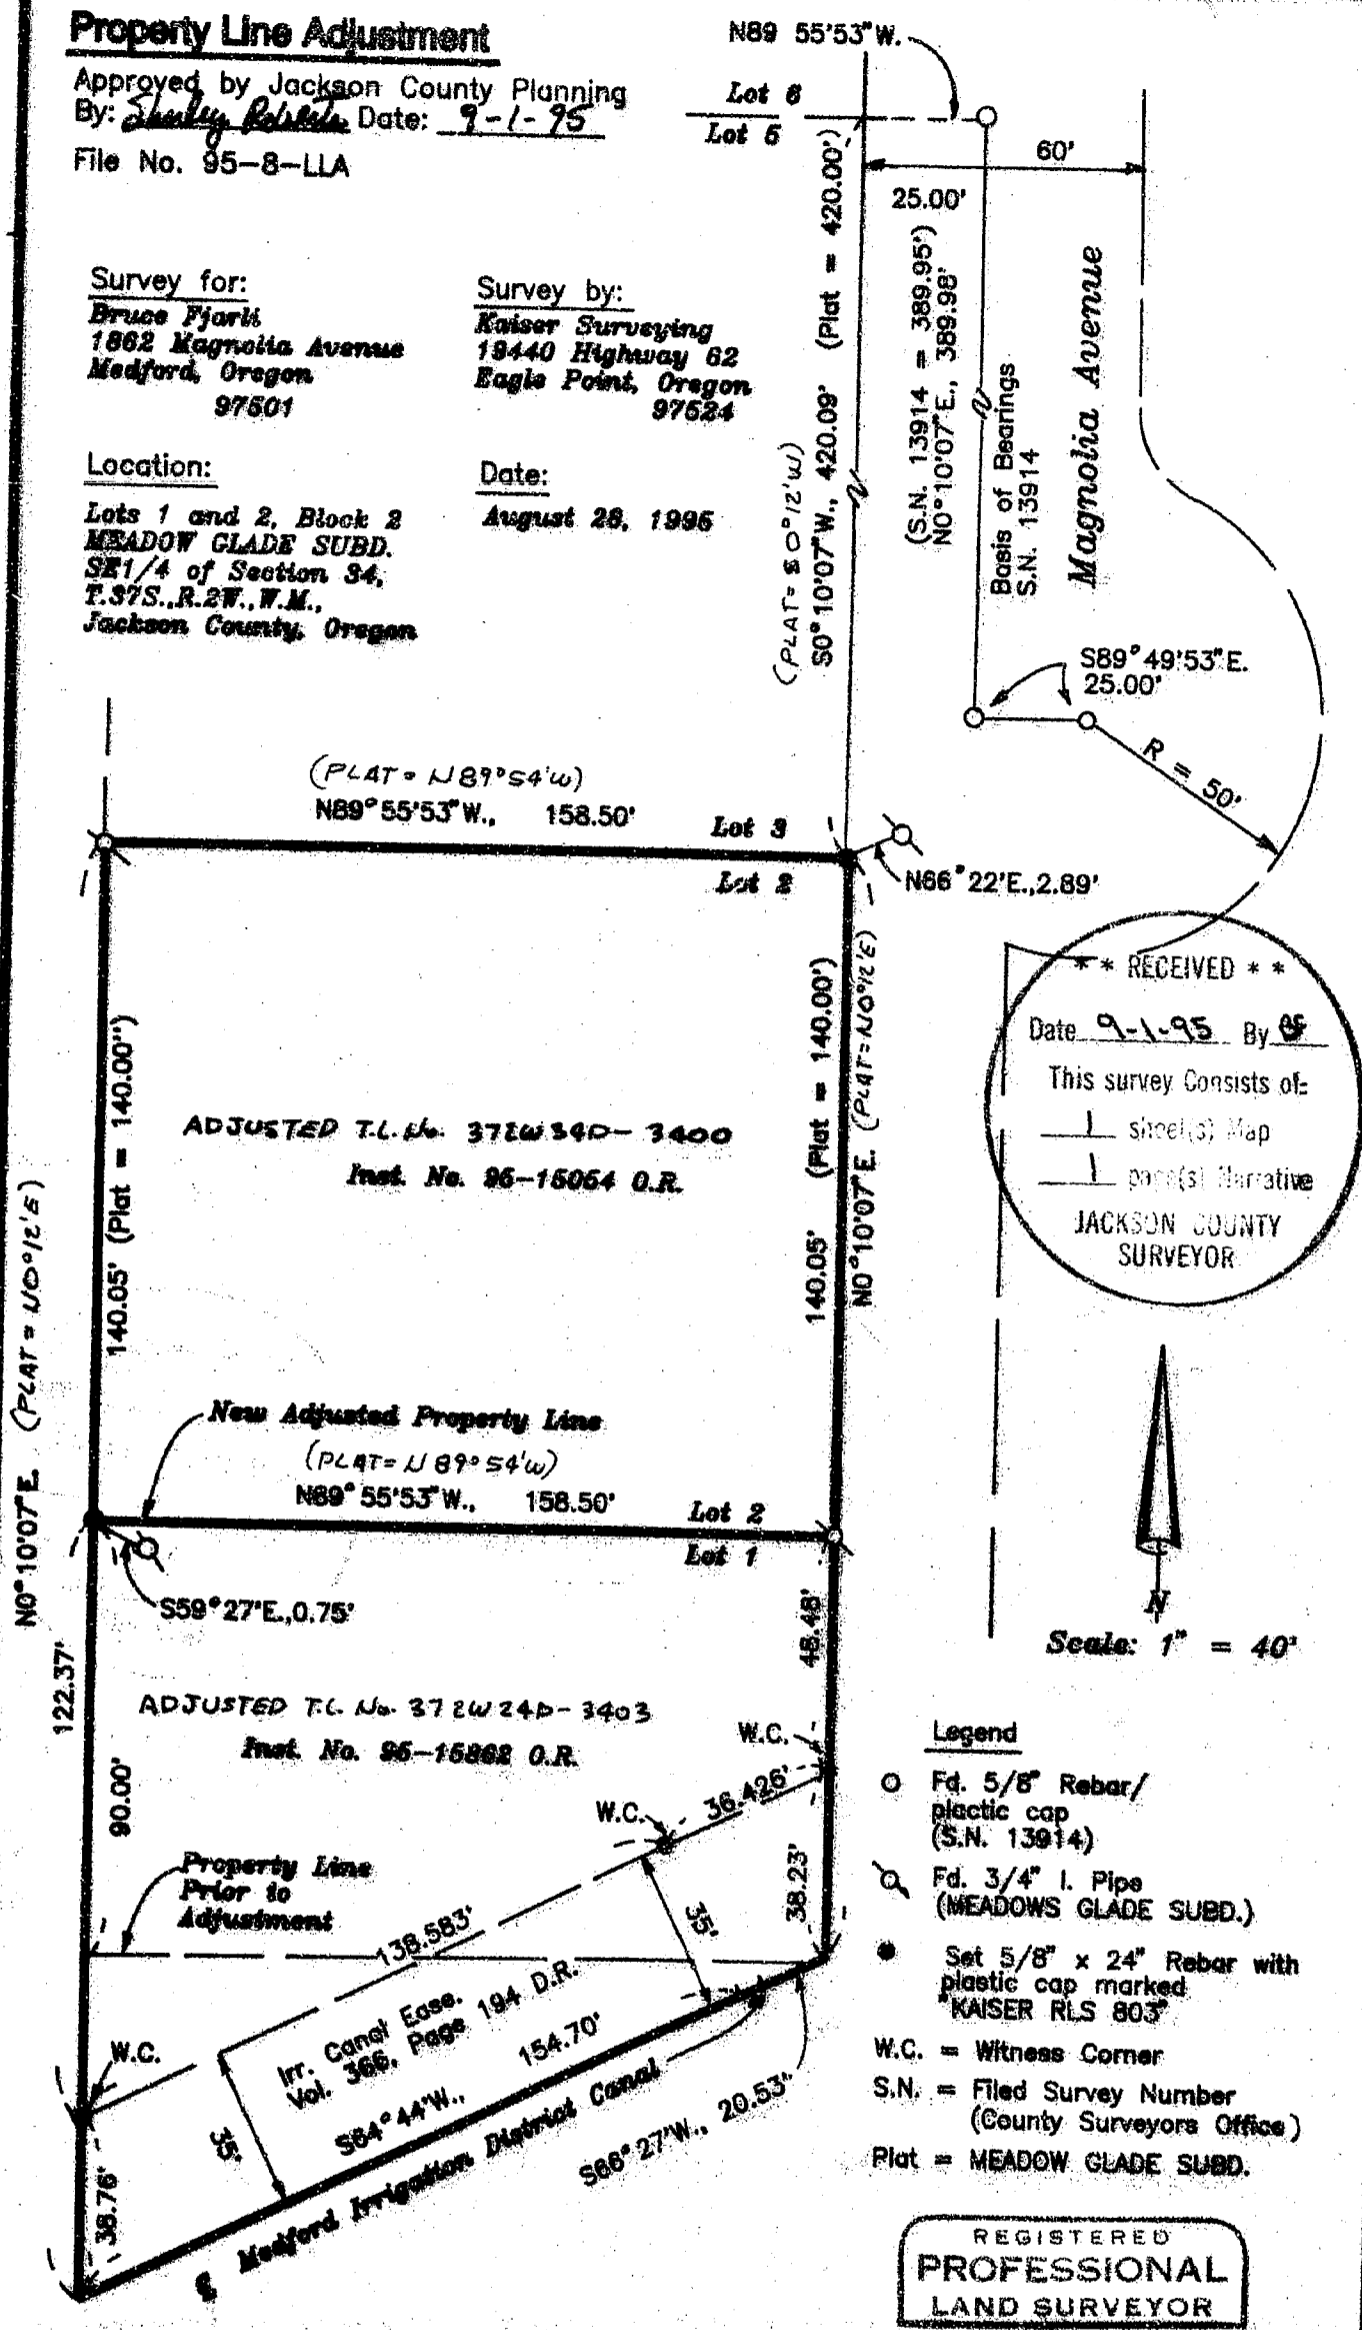 Property Line Adjustment
Approved by Jackson County Planning
By: Date: 9-1-95
File No. 95-8-LLA
Survey for:
Bruce Fjarli
1862 Magnolia Avenue
Medford, Oregon
97501
Survey by:
Kaiser Surveying
19440 Highway 62
Eagle Point, Oregon
97524
Location:
Lots 1 and 2, Block 2
MEADOW GLADE SUBD.
SE1/4 of Section 34,
T.37S.,R.2W.,W.M.,
Jackson County, Oregon
Date:
August 28, 1995
N89 55'53"W.
Lot 6
Lot 5
60'
25.00'
(PLAT = S0°12'W)
S0°10'07"W., 420.09' (Plat = 420.00')
(S.N. 13914 = 389.95')
N0°10'07"E., 389.98'
Basis of Bearings
S.N. 13914
Magnolia Avenue
S89°49'53"E.
25.00'
R = 50'
(PLAT = N89°54'W)
N89°55'53"W., 158.50'
Lot 3
Lot 2
N66°22'E.,2.89'
* * RECEIVED * *
Date 9-1-95 By BF
This survey Consists of:
1 sheet(s) Map
1 page(s) Narrative
JACKSON COUNTY
SURVEYOR
N0°10'07"E. (PLAT = N0°12'E)
140.05' (Plat = 140.00'')
140.05' (Plat = 140.00')
N0°10'07"E. (PLAT=N0°12'E)
ADJUSTED T.L. No. 372W34D-3400
Inst. No. 95-15054 O.R.
New Adjusted Property Line
(PLAT= N89°54'W)
N89°55'53"W., 158.50'
Lot 2
Lot 1
S59°27'E.,0.75'
N
Scale: 1" = 40'
122.37'
90.00'
48.48'
ADJUSTED T.L. No. 372W24D-3403
Inst. No. 95-15862 O.R.
W.C.
36.426'
W.C.
38.23'
Property Line
Prior to
Adjustment
138.583'
35'
Irr. Canal Ease.
Vol. 366, Page 194 D.R.
W.C.
35'
S64°44'W., 154.70'
38.76'
Medford Irrigation District Canal
S66°27'W., 20.53'
Legend
Fd. 5/8" Rebar/
plactic cap
(S.N. 13914)
Fd. 3/4" I. Pipe
(MEADOWS GLADE SUBD.)
Set 5/8" x 24" Rebar with
plastic cap marked
"KAISER RLS 803"
W.C. = Witness Corner
S.N. = Filed Survey Number
(County Surveyors Office)
Plat = MEADOW GLADE SUBD.
REGISTERED
PROFESSIONAL
LAND SURVEYOR